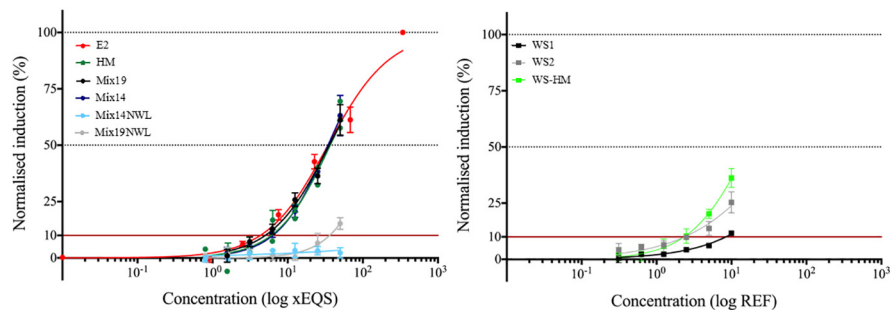 Normalised induction (%)
100
50
25
10
0
E2
HM
Mix19
Mix14
Mix14NWL
Mix19NWL
10-1
100
101
102
103
Concentration (log xEQS)
Normalised induction (%)
100
50
25
10
0
WS1
WS2
WS-HM
10-1
100
101
102
103
Concentration (log REF)